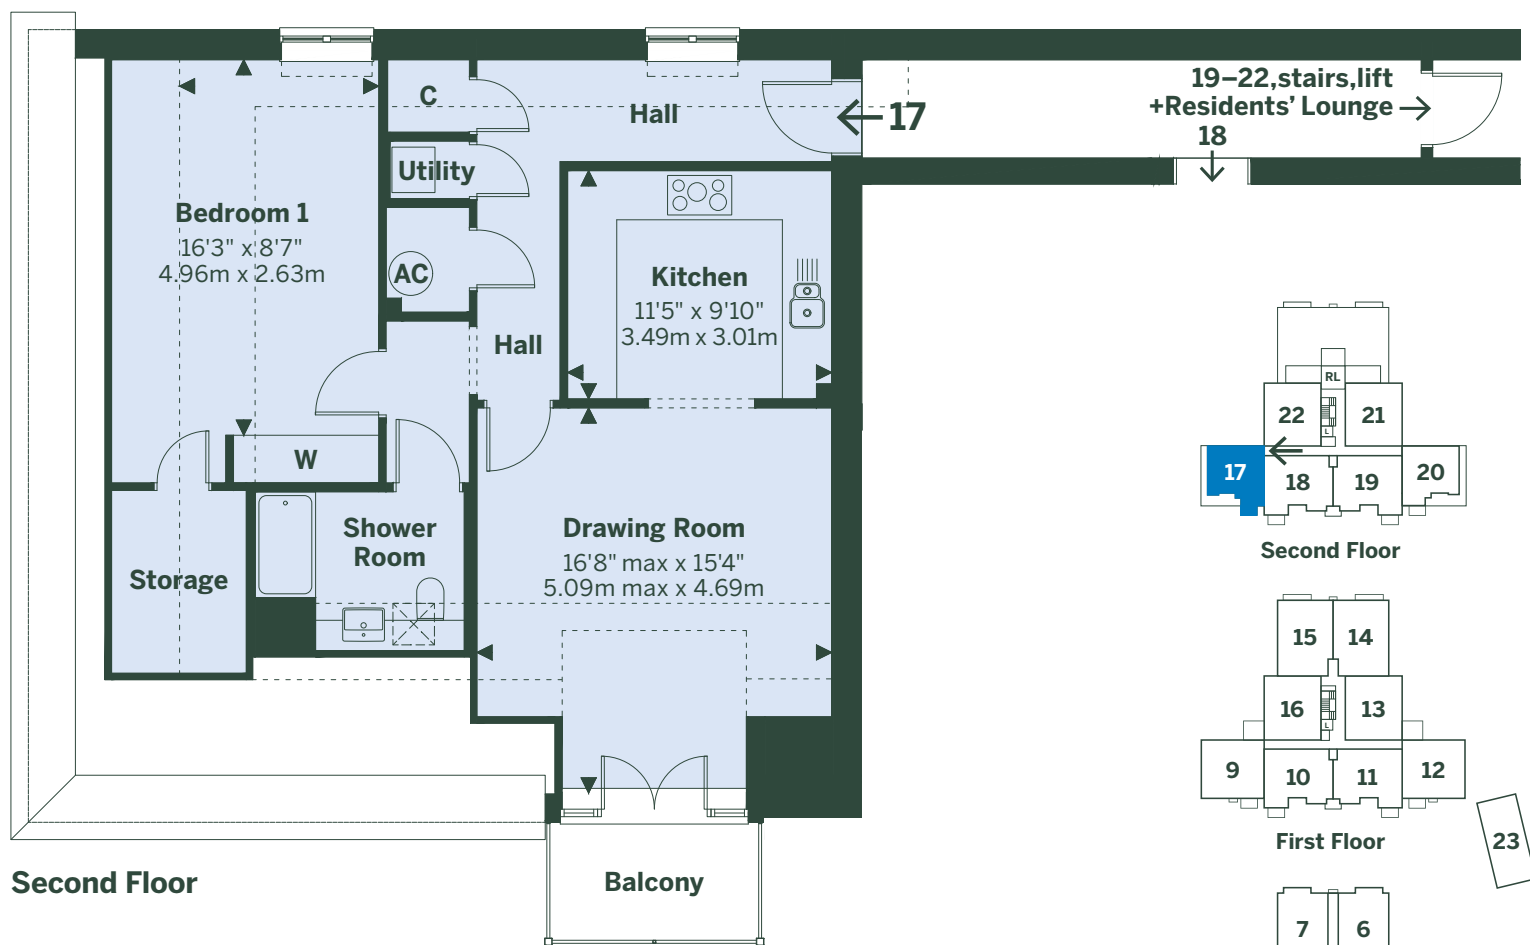 C
Hall
17
19–22,stairs,lift
+Residents' Lounge
18
Utility
Bedroom 1
16'3" x 8'7"
4.96m x 2.63m
AC
Kitchen
11'5" x 9'10"
3.49m x 3.01m
Hall
W
Shower
Room
Storage
Drawing Room
16'8" max x 15'4"
5.09m max x 4.69m
Balcony
Second Floor
RL
22
21
L
17
18
19
20
Second Floor
15
14
16
13
L
9
10
11
12
First Floor
23
7
6